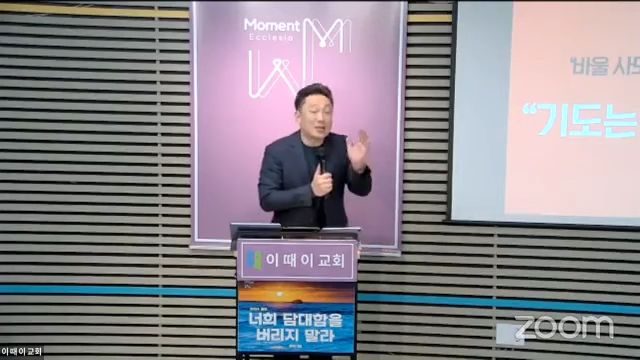 Moment
Ecclesia
'바울 사도
“기도는
이 때 이 교회
너희 담대함을
버리지 말라
이때이교회
zoom